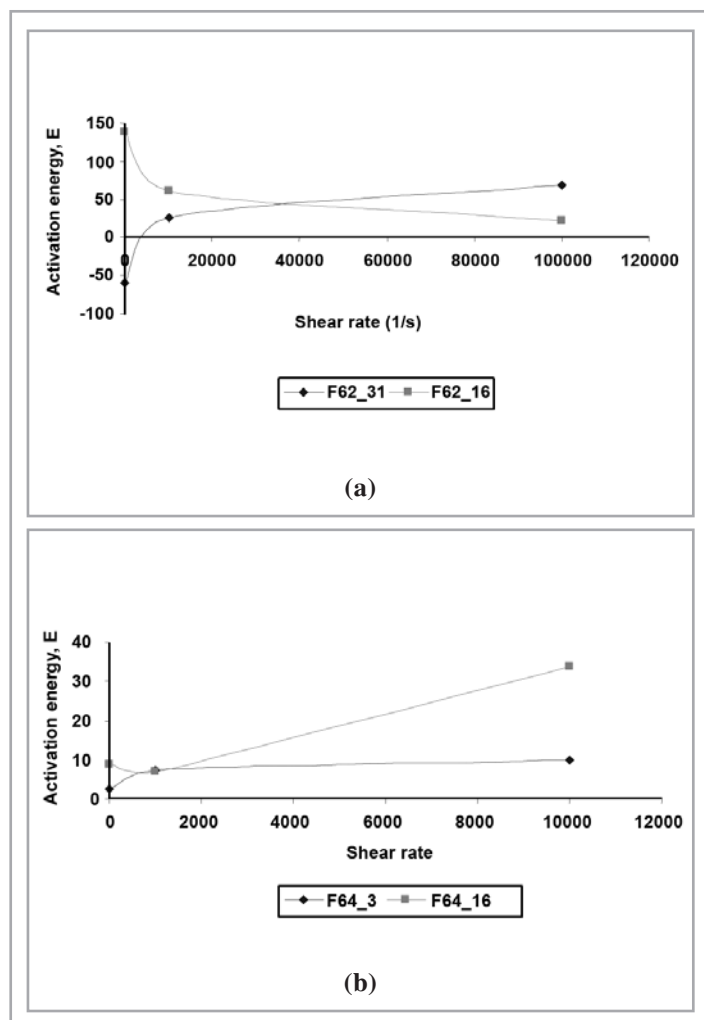 150
100
50
0
-50
-100
Activation energy, E
0 20000 40000 60000 80000 100000 120000
Shear rate (1/s)
F62_31 F62_16
(a)
40
30
20
10
0
Activation energy, E
0 2000 4000 6000 8000 10000 12000
Shear rate
F64_3 F64_16
(b)